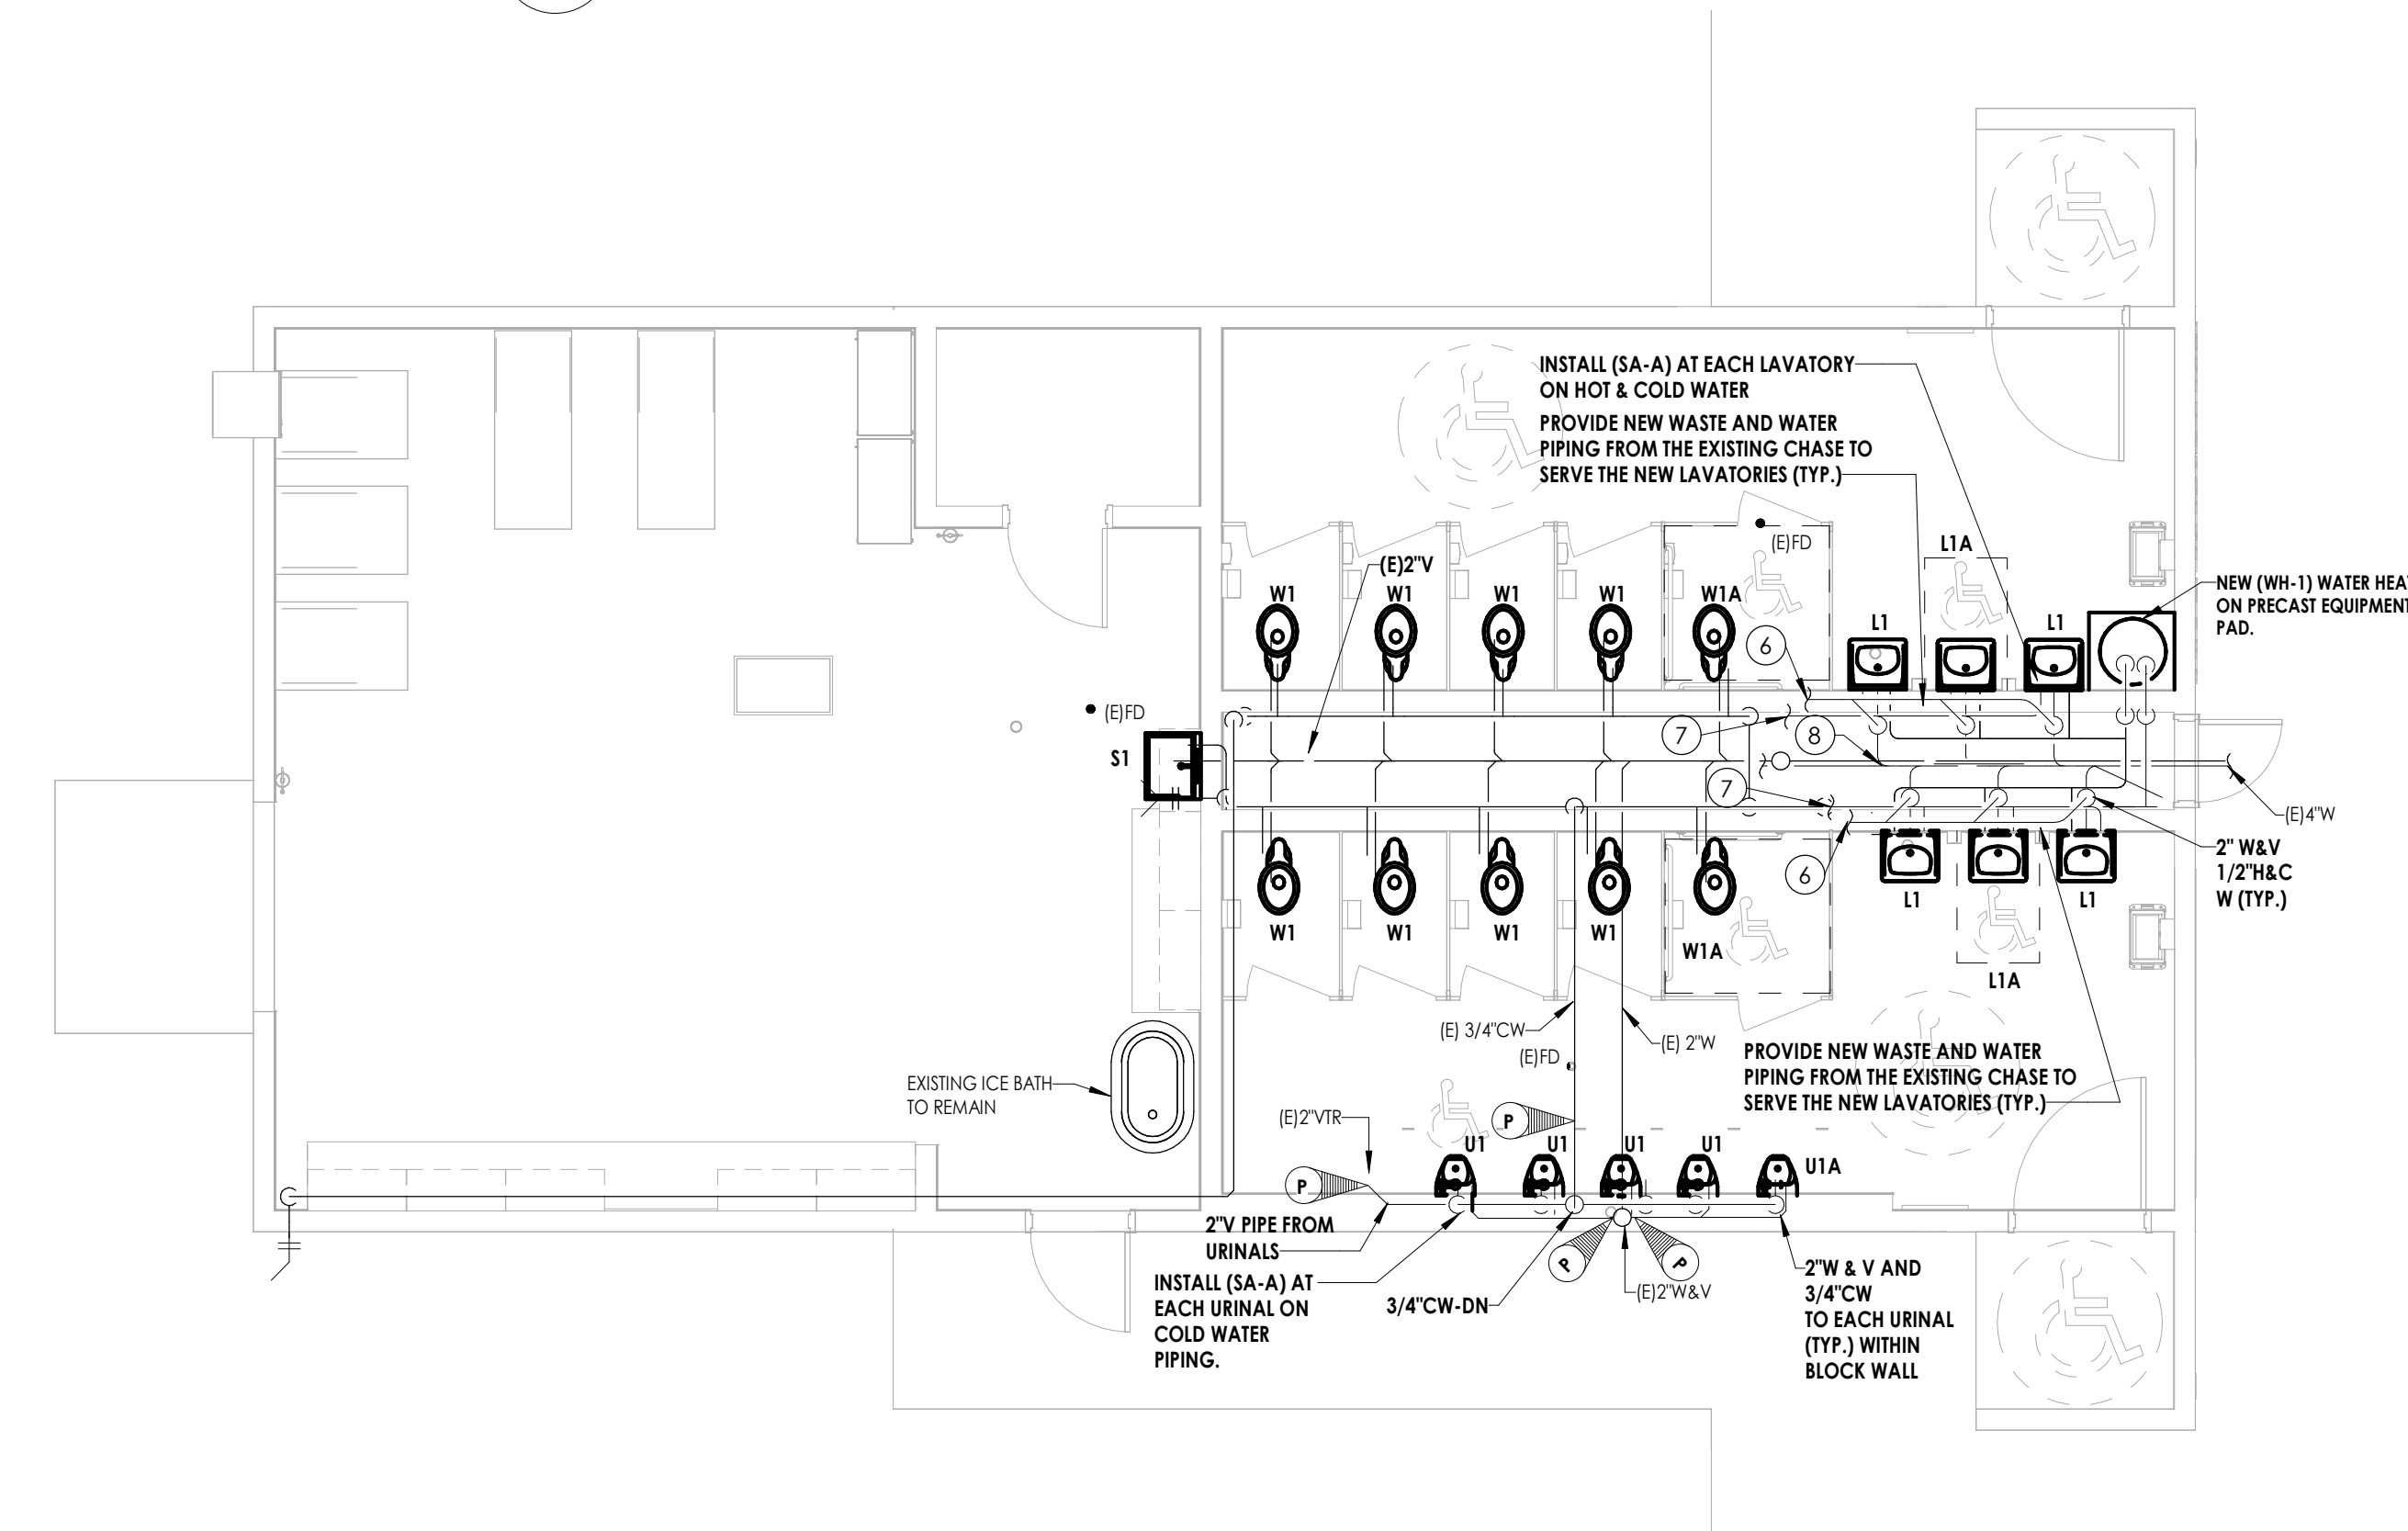 INSTALL (SA-A) AT EACH LAVATORY
ON HOT & COLD WATER
PROVIDE NEW WASTE AND WATER
PIPING FROM THE EXISTING CHASE TO
SERVE THE NEW LAVATORIES (TYP.)
(E)FD
L1A
(E)2"V
W1
W1
W1
W1
W1A
L1
L1
NEW (WH-1) WATER
ON PRECAST EQUIPMENT
PAD.
6
(E)FD
7
8
S1
7
(E)4"W
2" W&V
1/2"H&C
W (TYP.)
6
L1
L1
W1
W1
W1
W1
W1A
L1A
(E) 3/4"CW
(E) 2"W
(E)FD
PROVIDE NEW WASTE AND WATER
PIPING FROM THE EXISTING CHASE TO
SERVE THE NEW LAVATORIES (TYP.)
EXISTING ICE BATH
TO REMAIN
(E)2"VTR
P
U1
U1
U1
U1
U1A
P
2"V PIPE FROM
URINALS
INSTALL (SA-A) AT
EACH URINAL ON
COLD WATER
PIPING.
3/4"CW-DN
P
P
(E)2"W&V
2"W & V AND
3/4"CW
TO EACH URINAL
(TYP.) WITHIN
BLOCK WALL